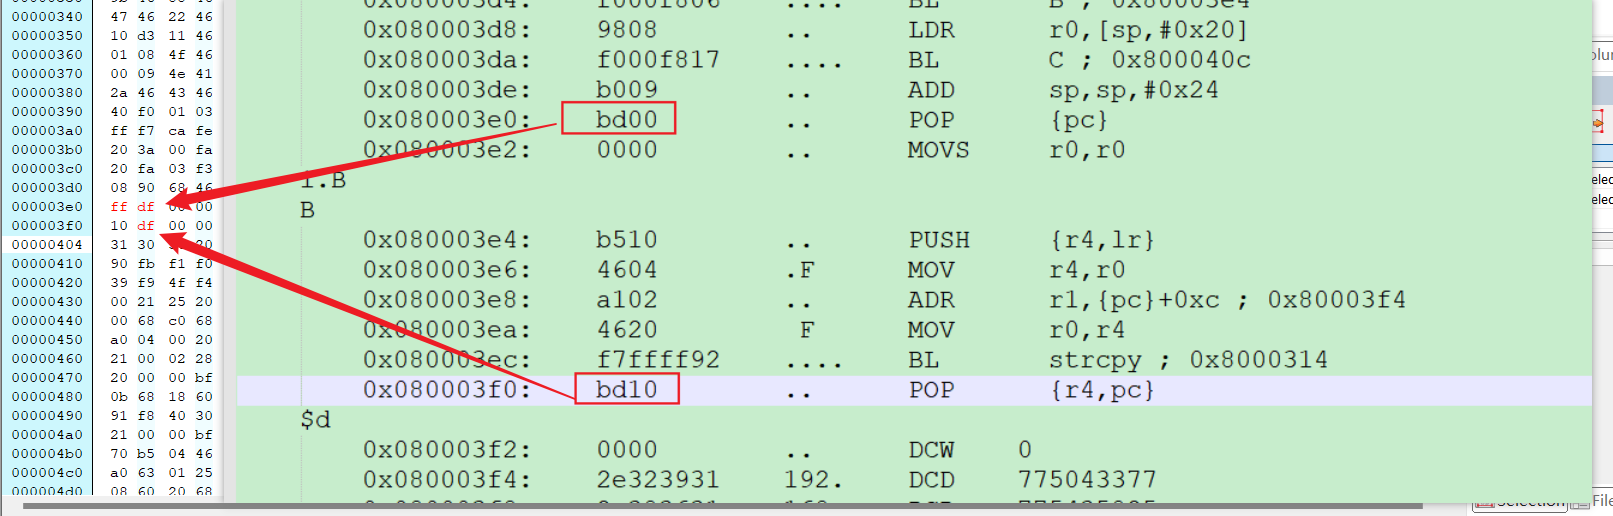 00000340 47 46 22 46
00000350 10 d3 11 46
00000360 01 08 4f 46
00000370 00 09 4e 41
00000380 2a 46 43 46
00000390 40 f0 01 03
000003a0 ff f7 ca fe
000003b0 20 3a 00 fa
000003c0 20 fa 03 f3
000003d0 08 90 68 46
000003e0 ff df 00 00
000003f0 10 df 00 00
00000404 31 30 20
00000410 90 fb f1 f0
00000420 39 f9 4f f4
00000430 00 21 25 20
00000440 00 68 c0 68
00000450 a0 04 00 20
00000460 21 00 02 28
00000470 20 00 00 bf
00000480 0b 68 18 60
00000490 91 f8 40 30
000004a0 21 00 00 bf
000004b0 70 b5 04 46
000004c0 a0 63 01 25
000004d0 08 60 20 68
0x080003d4: f000f806 .... BL B ; 0x80003e4
0x080003d8: 9808 .. LDR r0,[sp,#0x20]
0x080003da: f000f817 .... BL C ; 0x800040c
0x080003de: b009 .. ADD sp,sp,#0x24
0x080003e0: bd00 .. POP {pc}
0x080003e2: 0000 .. MOVS r0,r0
i.B
B
0x080003e4: b510 .. PUSH {r4,lr}
0x080003e6: 4604 .F MOV r4,r0
0x080003e8: a102 .. ADR r1,{pc}+0xc ; 0x80003f4
0x080003ea: 4620 F MOV r0,r4
0x080003ec: f7ffff92 .... BL strcpy ; 0x8000314
0x080003f0: bd10 .. POP {r4,pc}
$d
0x080003f2: 0000 .. DCW 0
0x080003f4: 2e323931 192. DCD 775043377
Selection
File